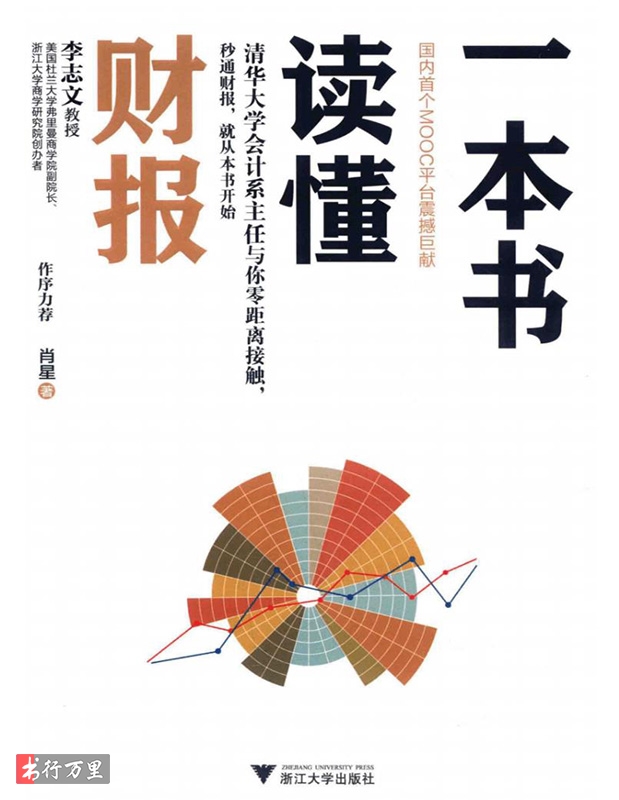 一本书
国内首个MOOC平台震撼巨献
读懂
清华大学会计系主任与你零距离接触，
秒通财报，就从本书开始
财报
李志文教授
美国杜兰大学弗里曼商学院副院长、
浙江大学商学研究院创办者
作序力荐
肖星 著
书行万里
ZHEJIANG UNIVERSITY PRESS
浙江大学出版社